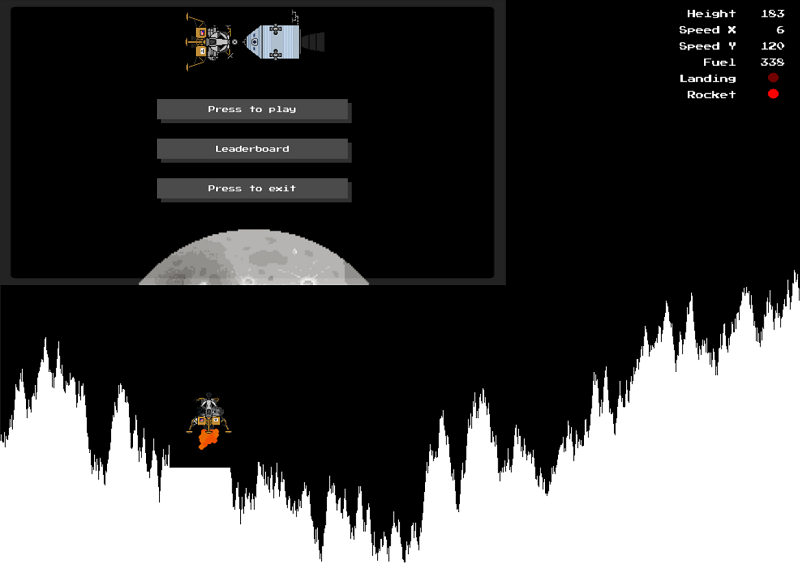 Press to play
Leaderboard
Press to exit
Height 183
Speed X 6
Speed Y 120
Fuel 338
Landing
Rocket